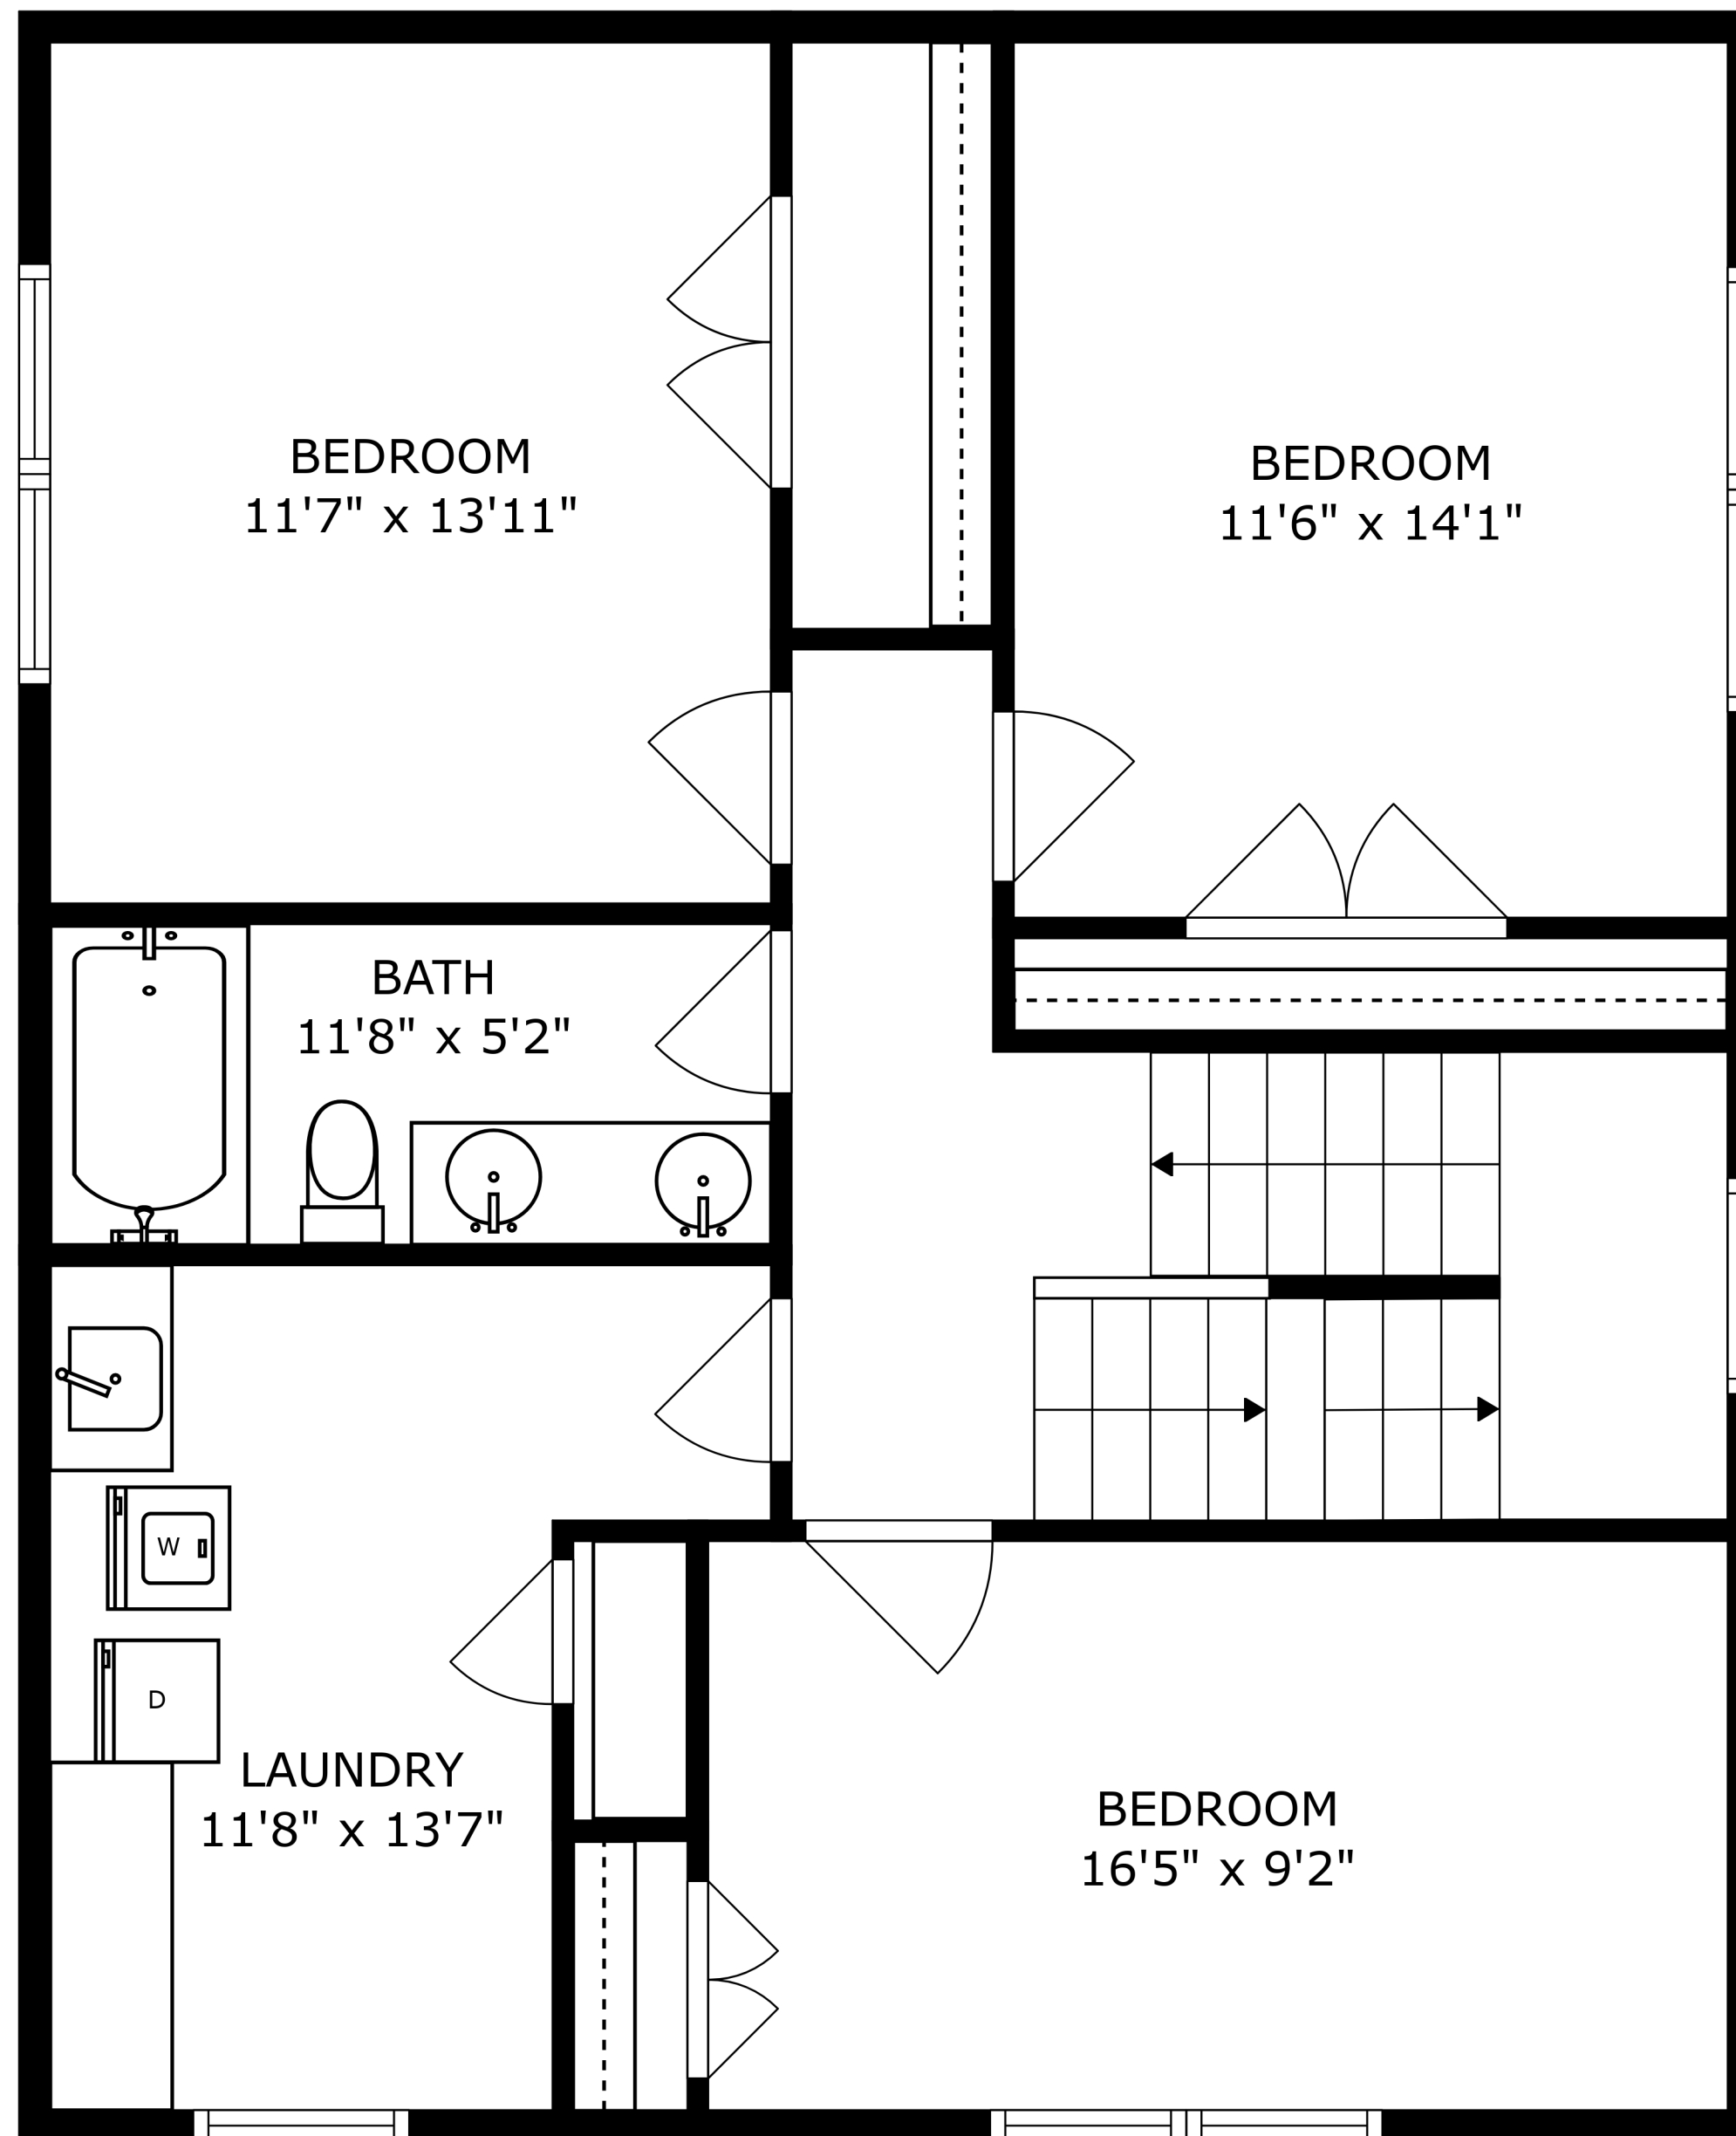 BEDROOM
11'7" x 13'11"
BEDROOM
11'6" x 14'1"
BATH
11'8" x 5'2"
W
D
LAUNDRY
11'8" x 13'7"
BEDROOM
16'5" x 9'2"